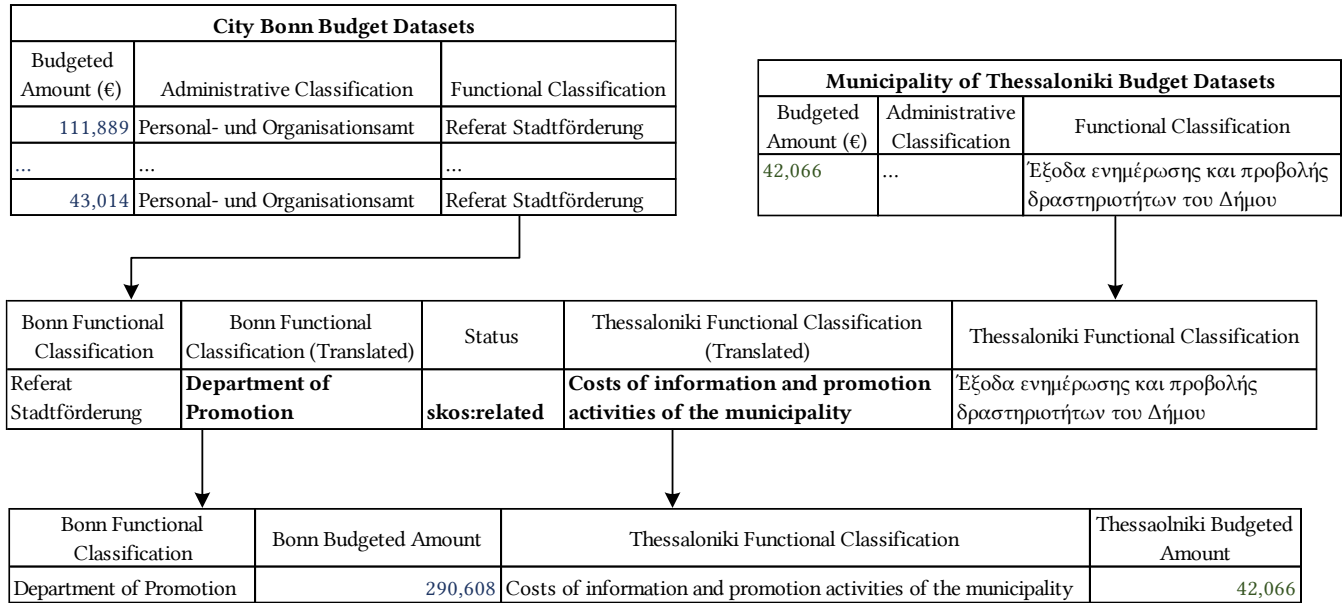 City Bonn Budget Datasets
Budgeted
Amount (€)
Administrative Classification
Functional Classification
111,889 Personal- und Organisationsamt Referat Stadtförderung
... ... ...
43,014 Personal- und Organisationsamt Referat Stadtförderung
Municipality of Thessaloniki Budget Datasets
Budgeted
Amount (€)
Administrative
Classification
Functional Classification
42,066 ... Έξοδα ενημέρωσης και προβολής
δραστηριοτήτων του Δήμου
Bonn Functional
Classification
Bonn Functional
Classification (Translated)
Status
Thessaloniki Functional Classification
(Translated)
Thessaloniki Functional Classification
Referat
Stadtförderung
Department of
Promotion
skos:related
Costs of information and promotion
activities of the municipality
Έξοδα ενημέρωσης και προβολής
δραστηριοτήτων του Δήμου
Bonn Functional
Classification
Bonn Budgeted Amount
Thessaloniki Functional Classification
Thessaolniki Budgeted
Amount
Department of Promotion 290,608 Costs of information and promotion activities of the municipality 42,066